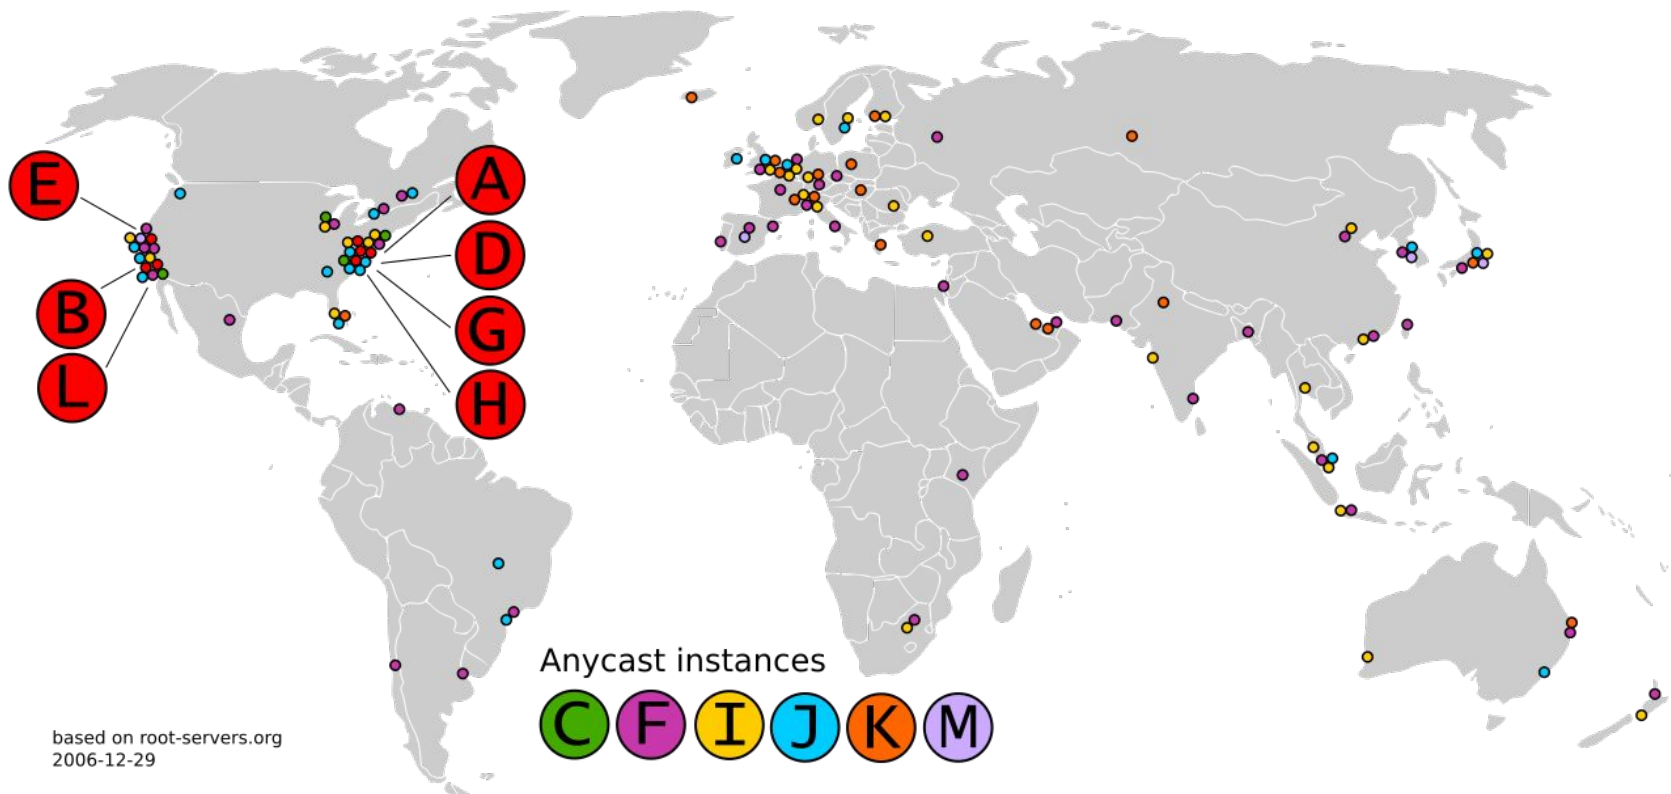 E
A
D
B
G
L
H
Anycast instances
C F I J K M
based on root-servers.org
2006-12-29